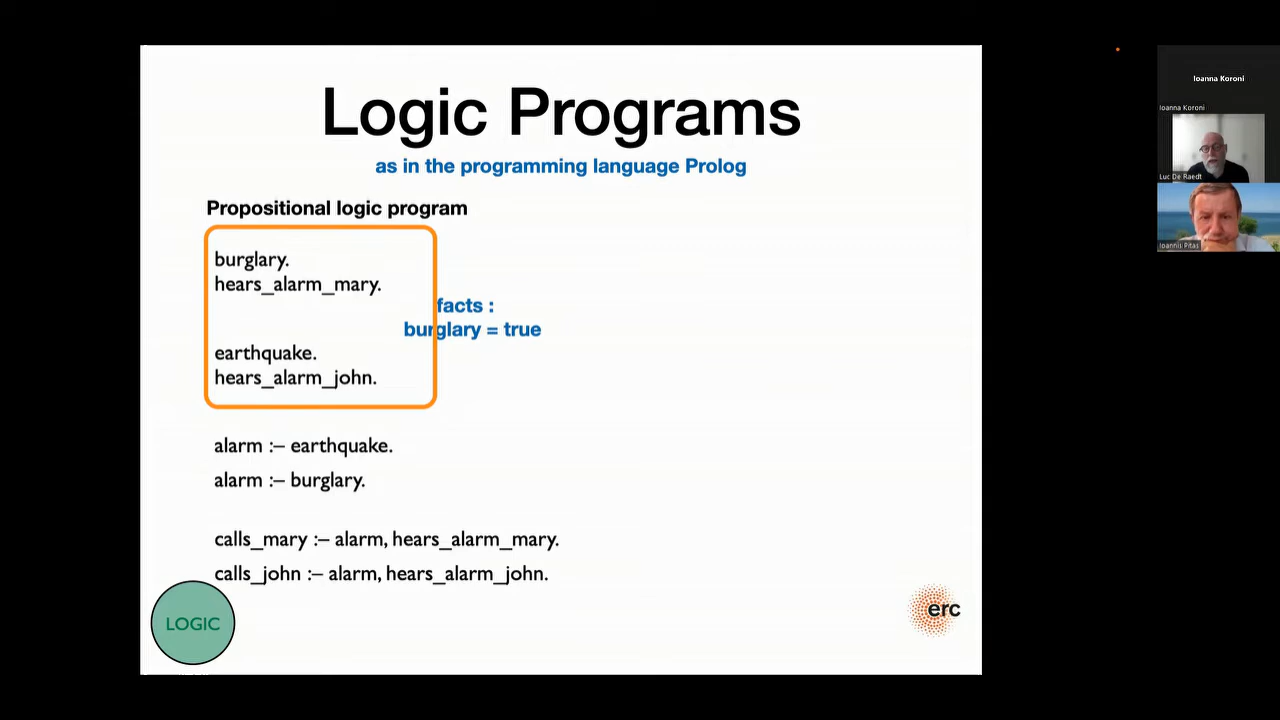 Logic Programs
as in the programming language Prolog
Propositional logic program
burglary.
hears_alarm_mary.
facts :
burglary = true
earthquake.
hears_alarm_john.
alarm :– earthquake.
alarm :– burglary.
calls_mary :– alarm, hears_alarm_mary.
calls_john :– alarm, hears_alarm_john.
LOGIC
erc
Ioanna Koroni
Ioanna Koroni
Luc De Raedt
Ioannis Pitas